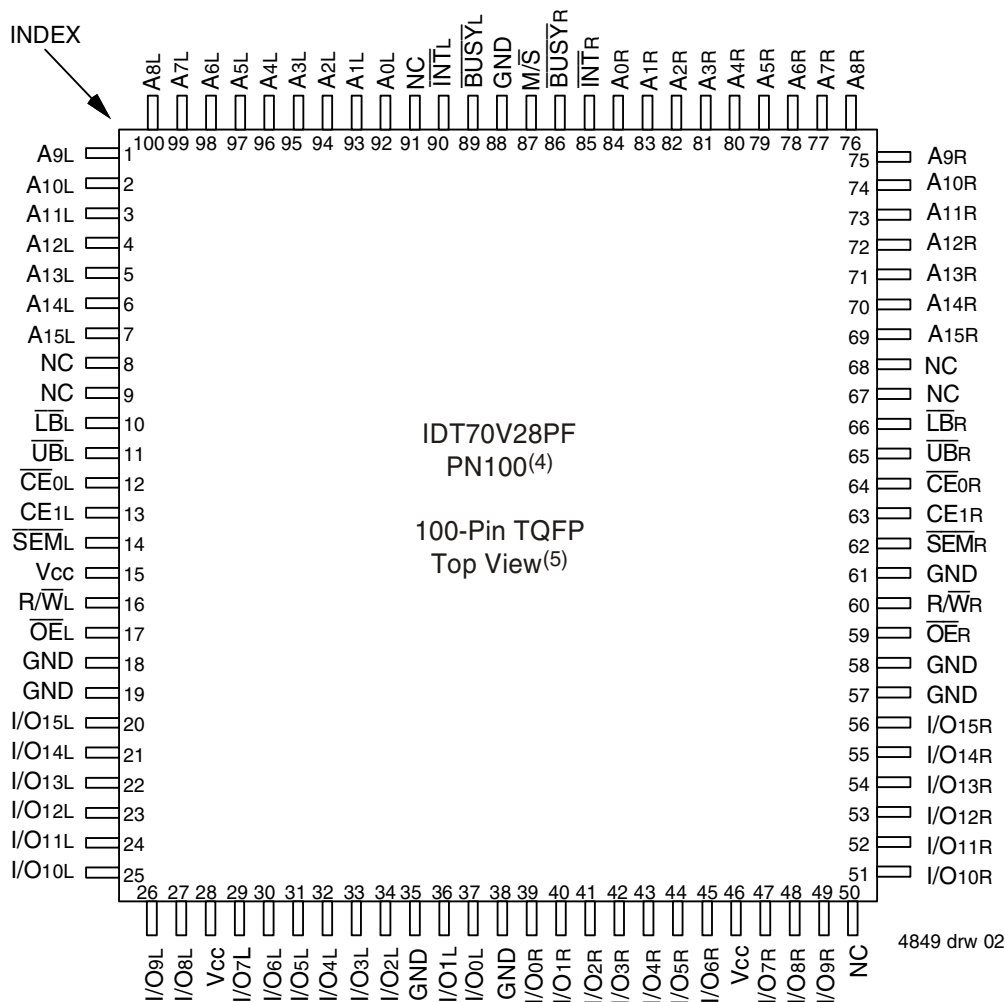 INDEX
A8L A7L A6L A5L A4L A3L A2L A1L A0L NC INTL BUSYL GND M/S BUSYR INTR A0R A1R A2R A3R A4R A5R A6R A7R A8R
100 99 98 97 96 95 94 93 92 91 90 89 88 87 86 85 84 83 82 81 80 79 78 77 76
A9L 1 75 A9R
A10L 2 74 A10R
A11L 3 73 A11R
A12L 4 72 A12R
A13L 5 71 A13R
A14L 6 70 A14R
A15L 7 69 A15R
NC 8 68 NC
NC 9 67 NC
LBL 10 66 LBR
UBL 11 65 UBR
CE0L 12 64 CE0R
CE1L 13 63 CE1R
SEML 14 62 SEMR
Vcc 15 61 GND
R/WL 16 60 R/WR
OEL 17 59 OER
GND 18 58 GND
GND 19 57 GND
I/O15L 20 56 I/O15R
I/O14L 21 55 I/O14R
I/O13L 22 54 I/O13R
I/O12L 23 53 I/O12R
I/O11L 24 52 I/O11R
I/O10L 25 51 I/O10R
IDT70V28PF
PN100(4)
100-Pin TQFP
Top View(5)
26 27 28 29 30 31 32 33 34 35 36 37 38 39 40 41 42 43 44 45 46 47 48 49 50
I/O9L I/O8L Vcc I/O7L I/O6L I/O5L I/O4L I/O3L I/O2L GND I/O1L I/O0L GND I/O0R I/O1R I/O2R I/O3R I/O4R I/O5R I/O6R Vcc I/O7R I/O8R I/O9R NC
4849 drw 02